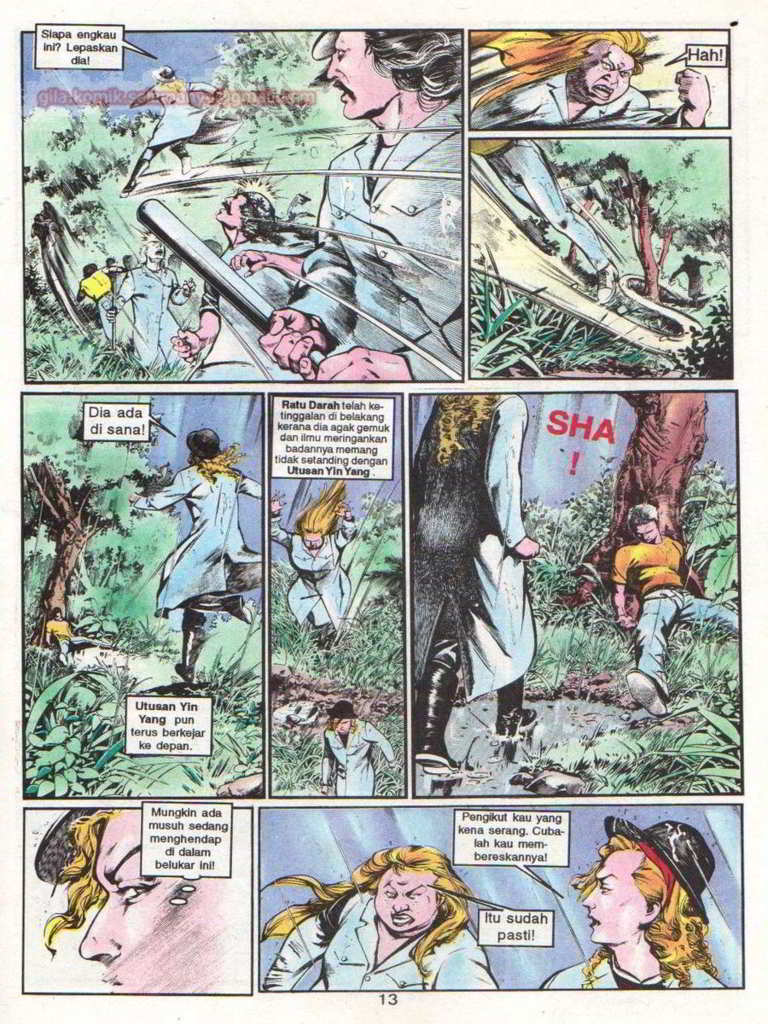 Siapa engkau
ini? Lepaskan
dia!
Hah!
Dia ada
di sana!
Utusan Yin
Yang pun
terus berkejar
ke depan.
Ratu Darah telah ke-
tinggalan di belakang
kerana dia agak gemuk
dan ilmu meringankan
badannya memang
tidak setanding dengan
Utusan Yin Yang .
SHA
!
Mungkin ada
musuh sedang
menghendap
di dalam
belukar ini!
Pengikut kau yang
kena serang. Cuba-
lah kau mem-
bereskannya!
Itu sudah
pasti!
13